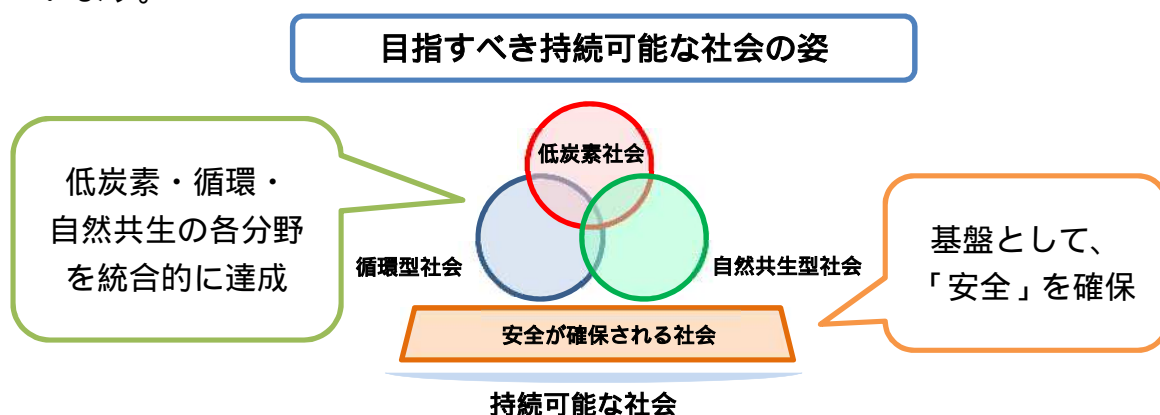 目指すべき持続可能な社会の姿
低炭素・循環・
自然共生の各分野
を統合的に達成
低炭素社会
循環型社会
自然共生型社会
基盤として、
「安全」を確保
安全が確保される社会
持続可能な社会